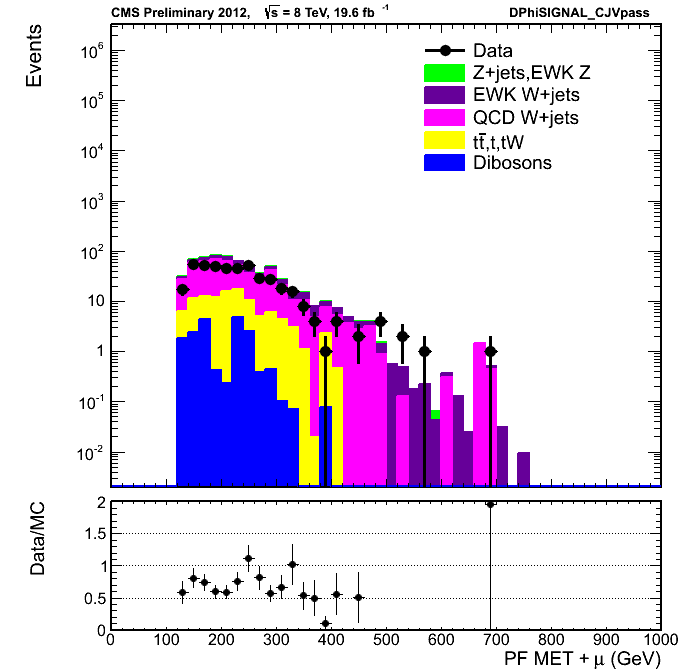 CMS Preliminary 2012, √s = 8 TeV, 19.6 fb⁻¹ DPhiSIGNAL_CJVpass
Events
10⁶
10⁵
10⁴
10³
10²
10
1
10⁻¹
10⁻²
Data
Z+jets,EWK Z
EWK W+jets
QCD W+jets
tt̄,t,tW
Dibosons
Data/MC
2
1.5
1
0.5
0
0 100 200 300 400 500 600 700 800 900 1000
PF MET + μ (GeV)